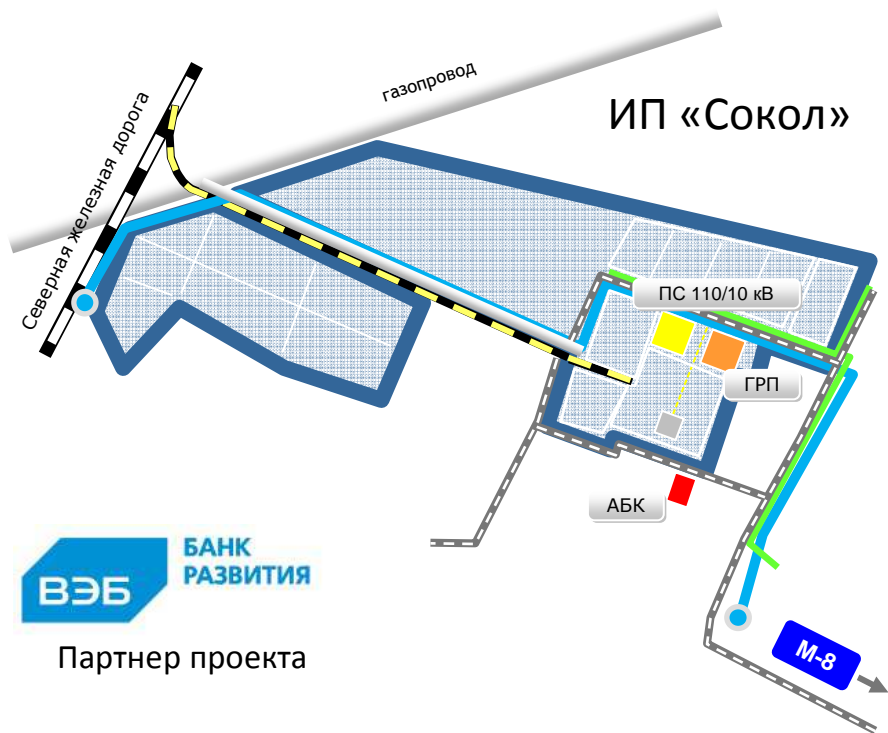 газопровод
ИП «Сокол»
Северная железная дорога
ПС 110/10 кВ
ГРП
АБК
ВЭБ
БАНК
РАЗВИТИЯ
Партнер проекта
М-8